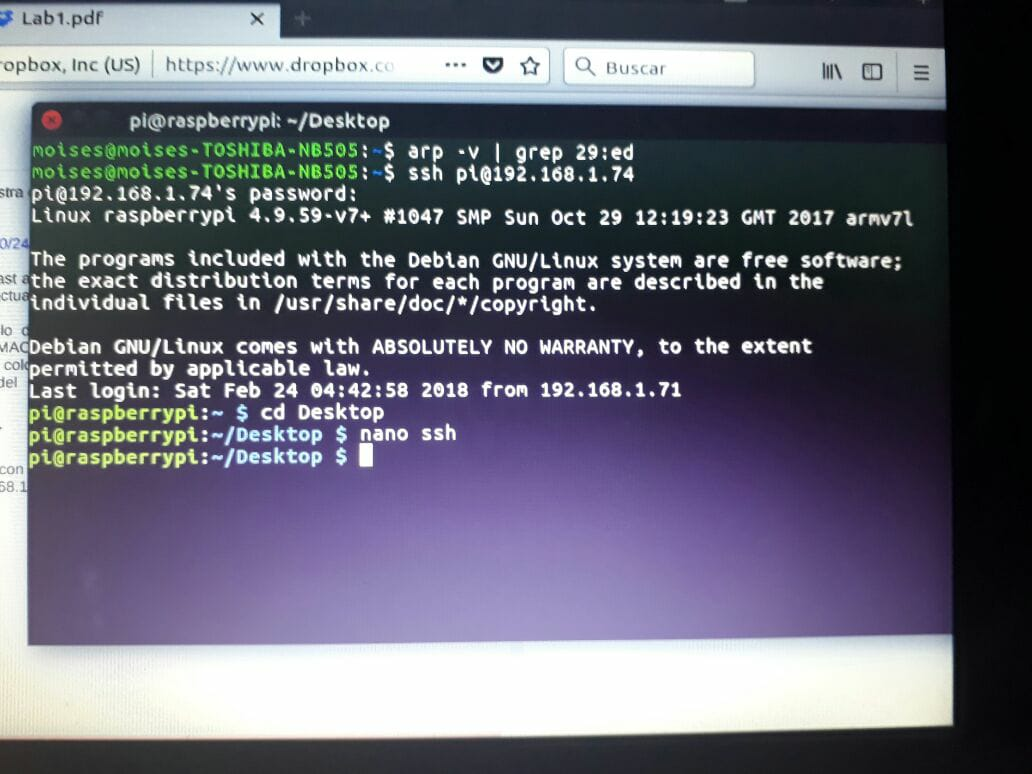 Lab1.pdf
ropbox, Inc (US) https://www.dropbox.co Buscar
pi@raspberrypi: ~/Desktop
moises@moises-TOSHIBA-NB505:~$ arp -v | grep 29:ed
moises@moises-TOSHIBA-NB505:~$ ssh pi@192.168.1.74
stra
pi@192.168.1.74's password:
Linux raspberrypi 4.9.59-v7+ #1047 SMP Sun Oct 29 12:19:23 GMT 2017 armv7l
0/24
The programs included with the Debian GNU/Linux system are free software;
the exact distribution terms for each program are described in the
individual files in /usr/share/doc/*/copyright.
MAC
Debian GNU/Linux comes with ABSOLUTELY NO WARRANTY, to the extent
permitted by applicable law.
del
Last login: Sat Feb 24 04:42:58 2018 from 192.168.1.71
pi@raspberrypi:~ $ cd Desktop
pi@raspberrypi:~/Desktop $ nano ssh
pi@raspberrypi:~/Desktop $
con
68.1